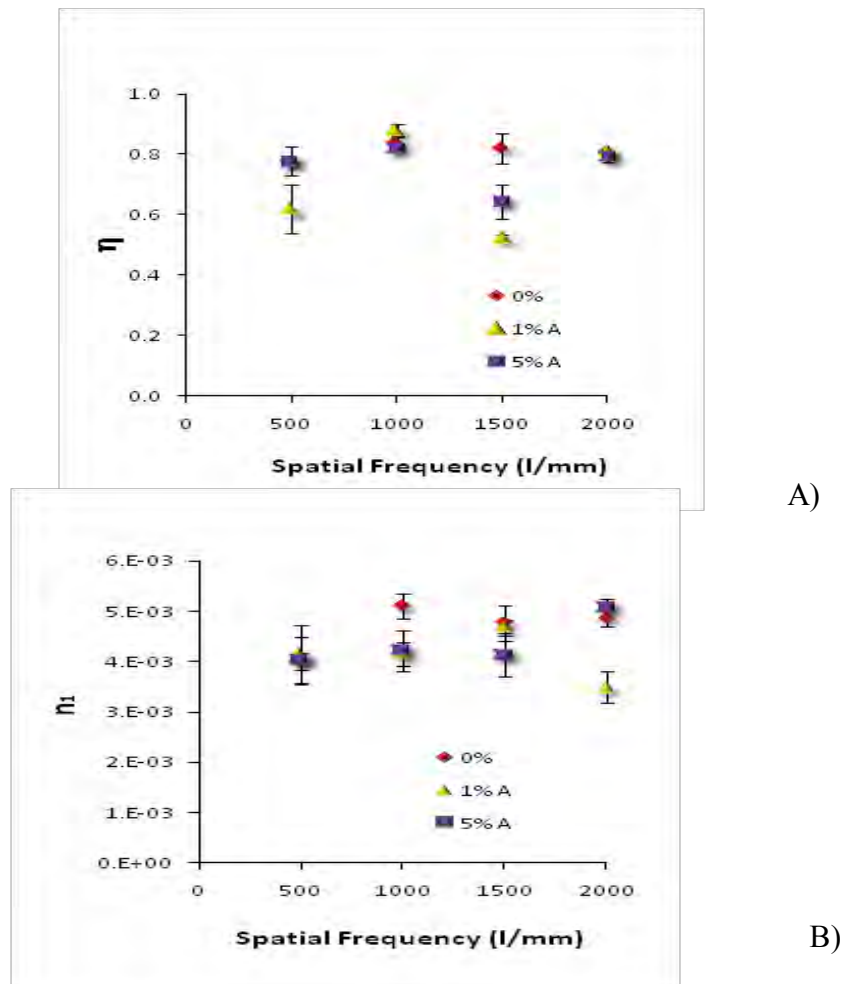 1.0
0.8
0.6
0.4
0.2
0.0
η
0 500 1000 1500 2000
Spatial Frequency (l/mm)
0%
1% A
5% A
A)
6.E-03
5.E-03
4.E-03
3.E-03
2.E-03
1.E-03
0.E+00
n1
0 500 1000 1500 2000
Spatial Frequency (l/mm)
0%
1% A
5% A
B)